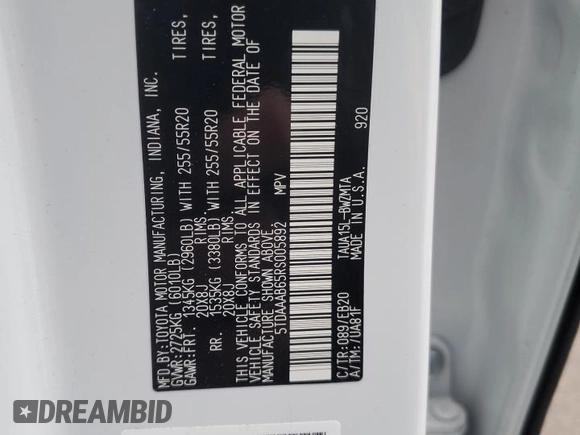 MFD.BY:TOYOTA MOTOR MANUFACTURING, INDIANA, INC.
GVWR:2725KG (6010LB)
GAWR:FRT. 1345KG (2960LB) WITH 255/55R20 TIRES,
20X8J RIMS.
RR. 1535KG (3380LB) WITH 255/55R20 TIRES,
20X8J RIMS.
THIS VEHICLE CONFORMS TO ALL APPLICABLE FEDERAL MOTOR
VEHICLE SAFETY STANDARDS IN EFFECT ON THE DATE OF
MANUFACTURE SHOWN ABOVE.
5TDAAAB65RS005892 MPV
C/TR:089/EB20 TAUA15L-BWZMTA
A/TM:/UA81F MADE IN U.S.A. 920
DREAMBID